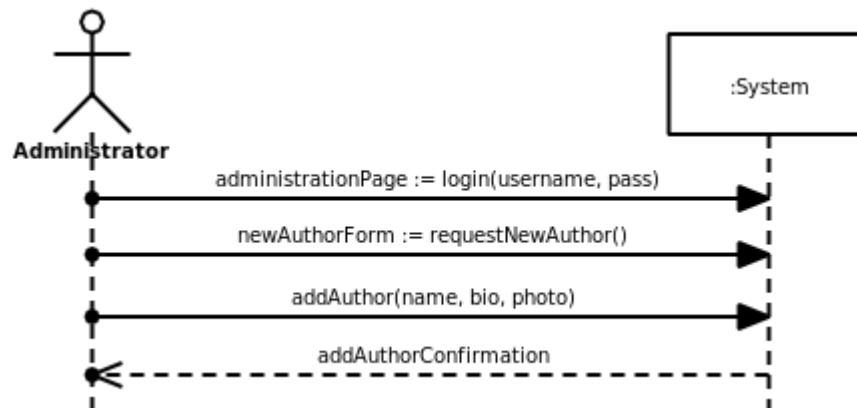 :System
Administrator
administrationPage := login(username, pass)
newAuthorForm := requestNewAuthor()
addAuthor(name, bio, photo)
addAuthorConfirmation